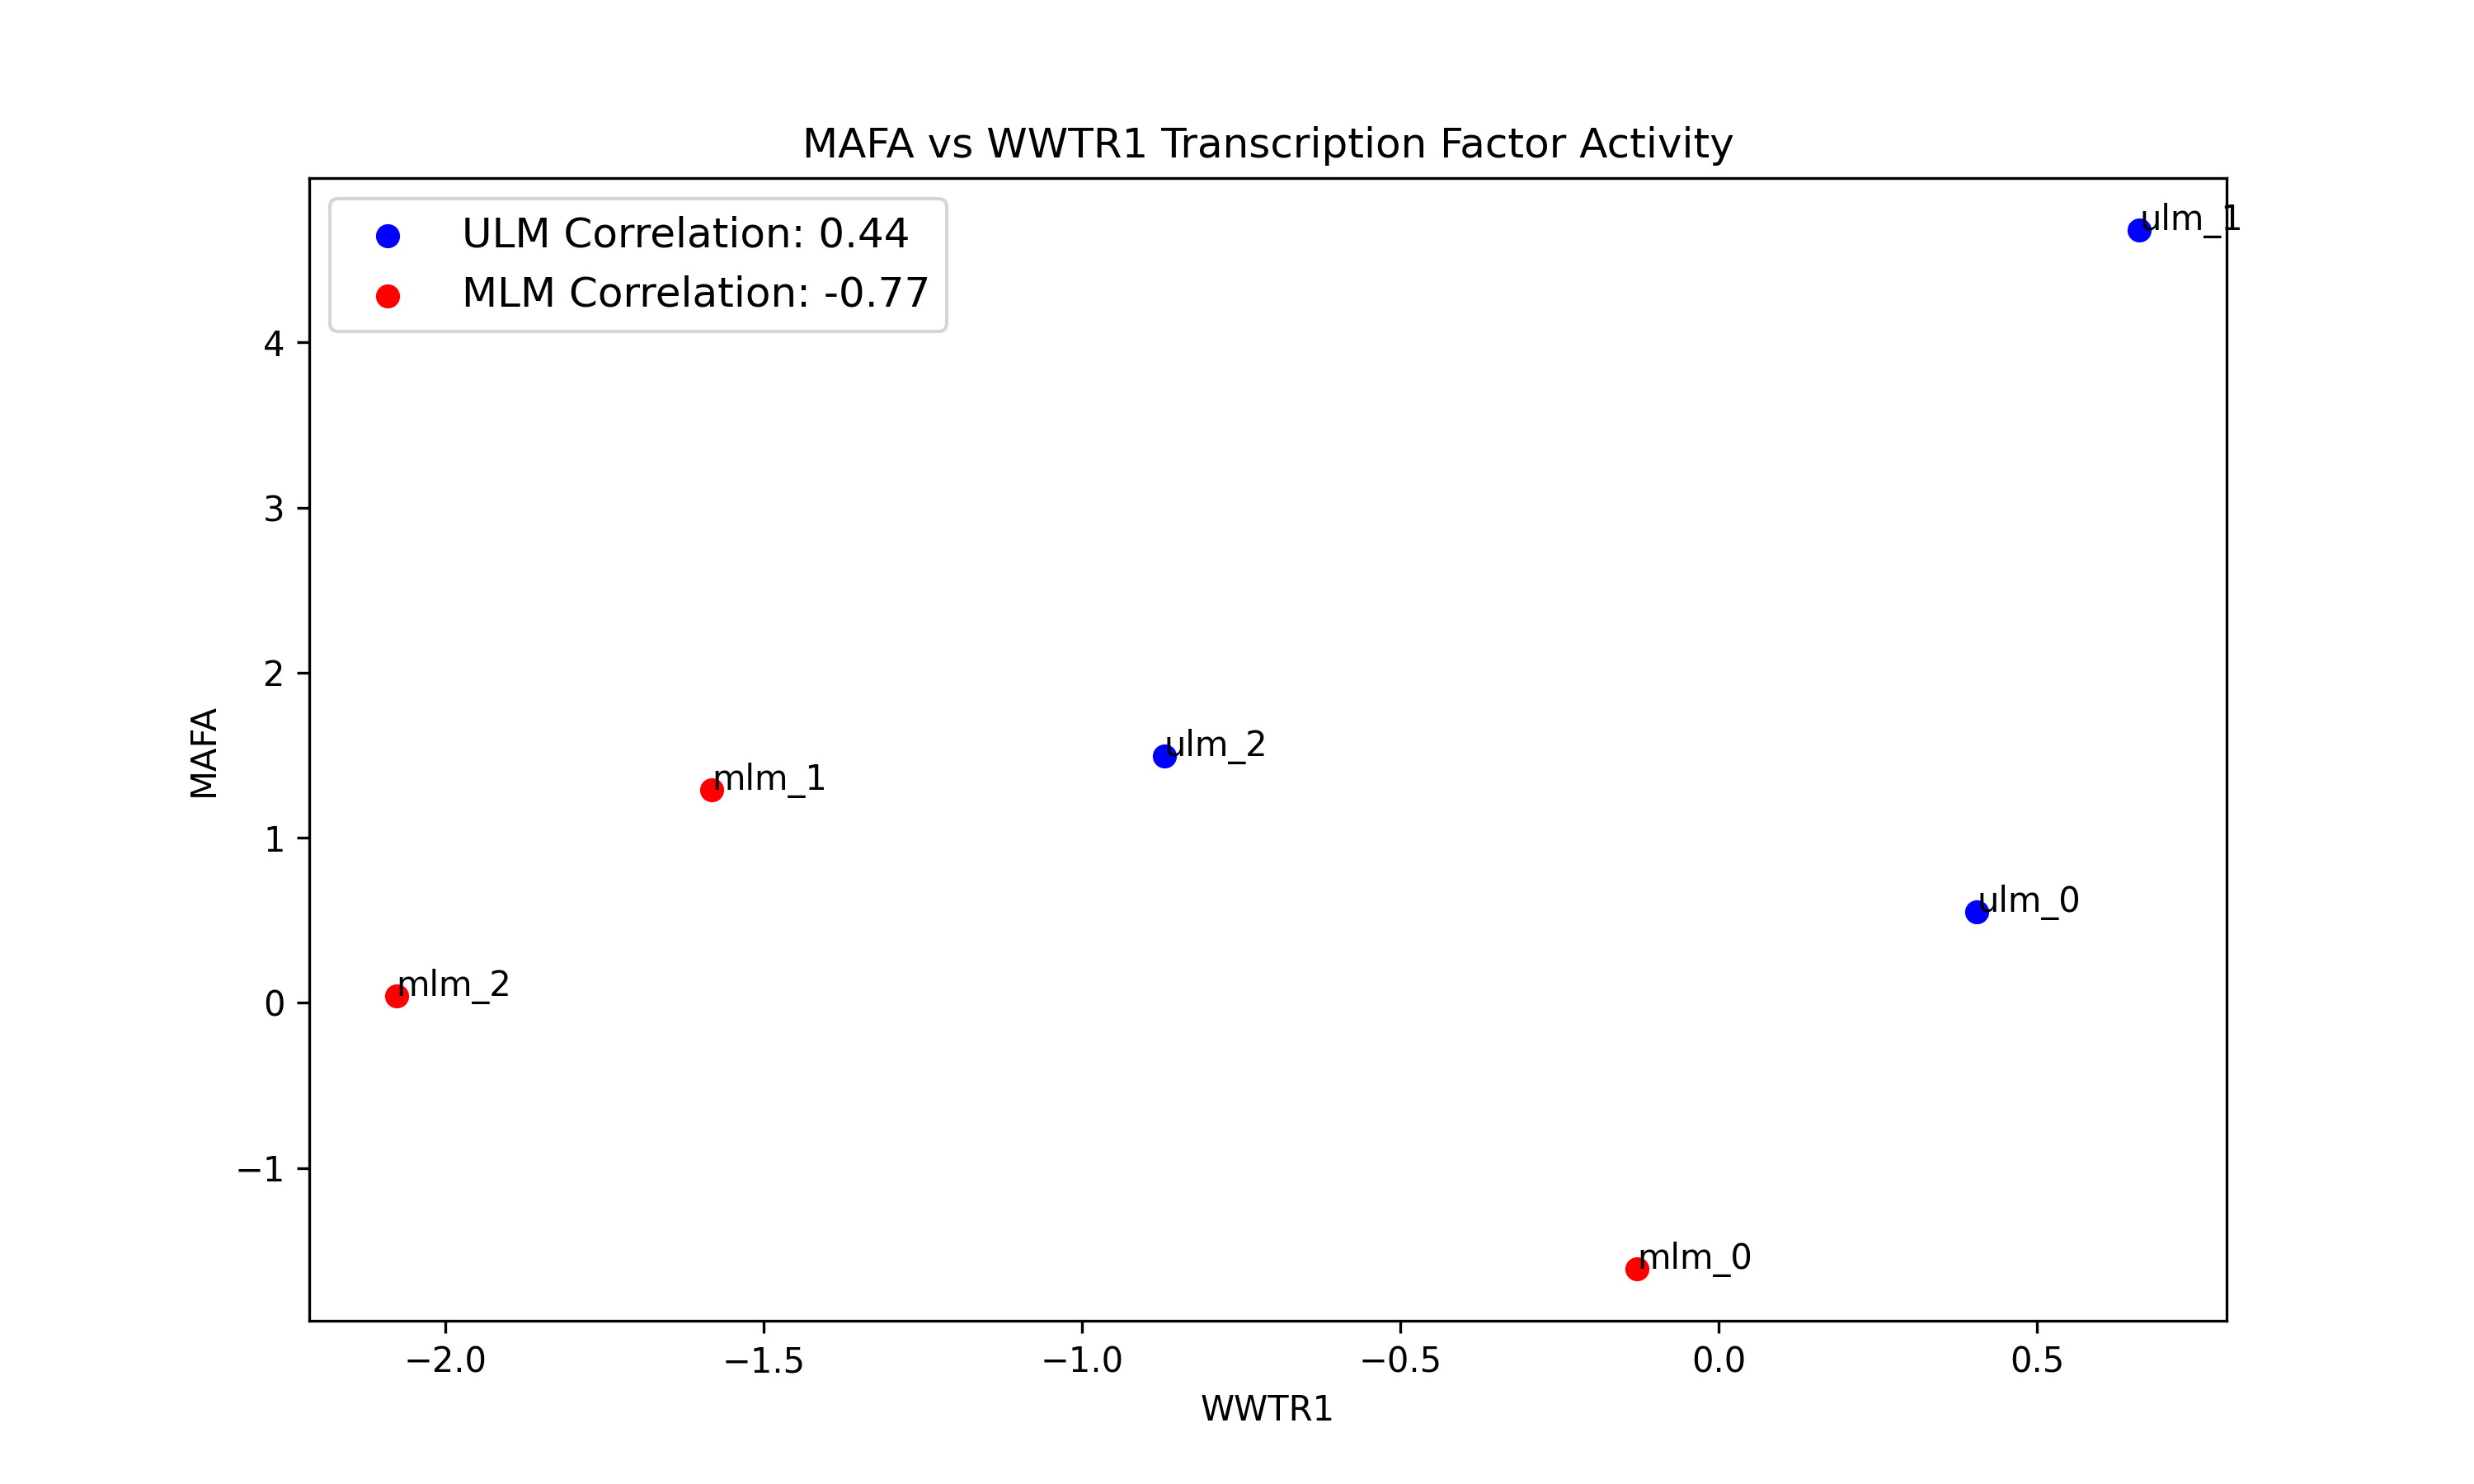 MAFA vs WWTR1 Transcription Factor Activity
ULM Correlation: 0.44
MLM Correlation: -0.77
ulm_1
4
3
2
ulm_2
mlm_1
MAFA
1
ulm_0
mlm_2
0
−1
mlm_0
−2.0 −1.5 −1.0 −0.5 0.0 0.5
WWTR1